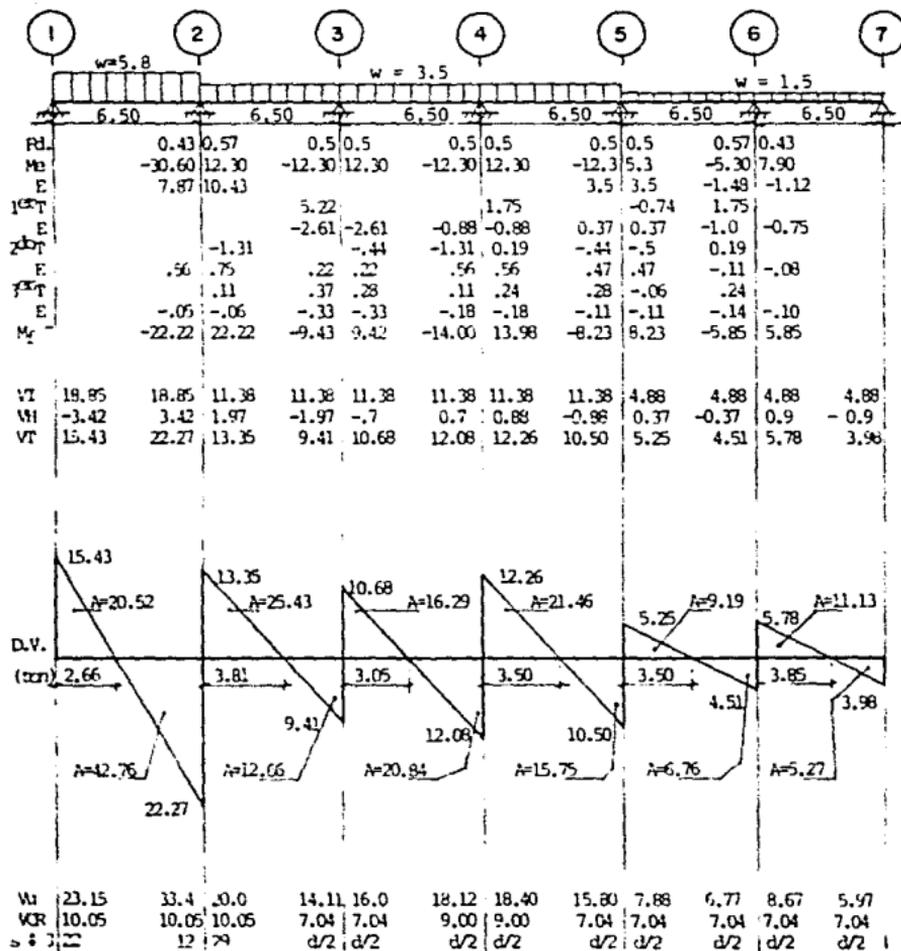 1 2 3 4 5 6 7
w=5.8 w = 3.5 w = 1.5
6.50 6.50 6.50 6.50 6.50 6.50
Fd. 0.43 0.57 0.5 0.5 0.5 0.5 0.5 0.5 0.57 0.43
Me -30.60 12.30 -12.30 12.30 -12.30 12.30 -12.3 5.3 -5.30 7.90
E 7.87 10.43 3.5 3.5 -1.48 -1.12
1er T 5.22 1.75 -0.74 1.75
E -2.61 -2.61 -0.88 -0.88 0.37 0.37 -1.0 -0.75
2do T -1.31 -.44 -1.31 0.19 -.44 -.5 0.19
E .56 .75 .22 .22 .56 .56 .47 .47 -.11 -.08
T .11 .37 .28 .11 .24 .28 -.06 .24
E -.05 -.06 -.33 -.33 -.18 -.18 -.11 -.11 -.14 -.10
Mf -22.22 22.22 -9.43 9.42 -14.00 13.98 -8.23 8.23 -5.85 5.85
VI 18.85 18.85 11.38 11.38 11.38 11.38 11.38 11.38 4.88 4.88 4.88 4.88
VH -3.42 3.42 1.97 -1.97 -.7 0.7 0.88 -0.88 0.37 -0.37 0.9 -0.9
VT 15.43 22.27 13.35 9.41 10.68 12.08 12.26 10.50 5.25 4.51 5.78 3.98
15.43 13.35 10.68 12.26 5.25 5.78
A=20.52 A=25.43 A=16.29 A=21.46 A=9.19 A=11.13
D.V.
(ton) 2.66 3.81 3.05 3.50 3.50 3.85
9.41 12.08 10.50 4.51 3.98
A=42.76 A=12.66 A=20.84 A=15.75 A=6.76 A=5.27
22.27
Vu 23.15 33.4 20.0 14.11 16.0 18.12 18.40 15.80 7.88 6.77 8.67 5.97
VCR 10.05 10.05 10.05 7.04 7.04 9.00 9.00 7.04 7.04 7.04 7.04 7.04
22 12 29 d/2 d/2 d/2 d/2 d/2 d/2 d/2 d/2 d/2